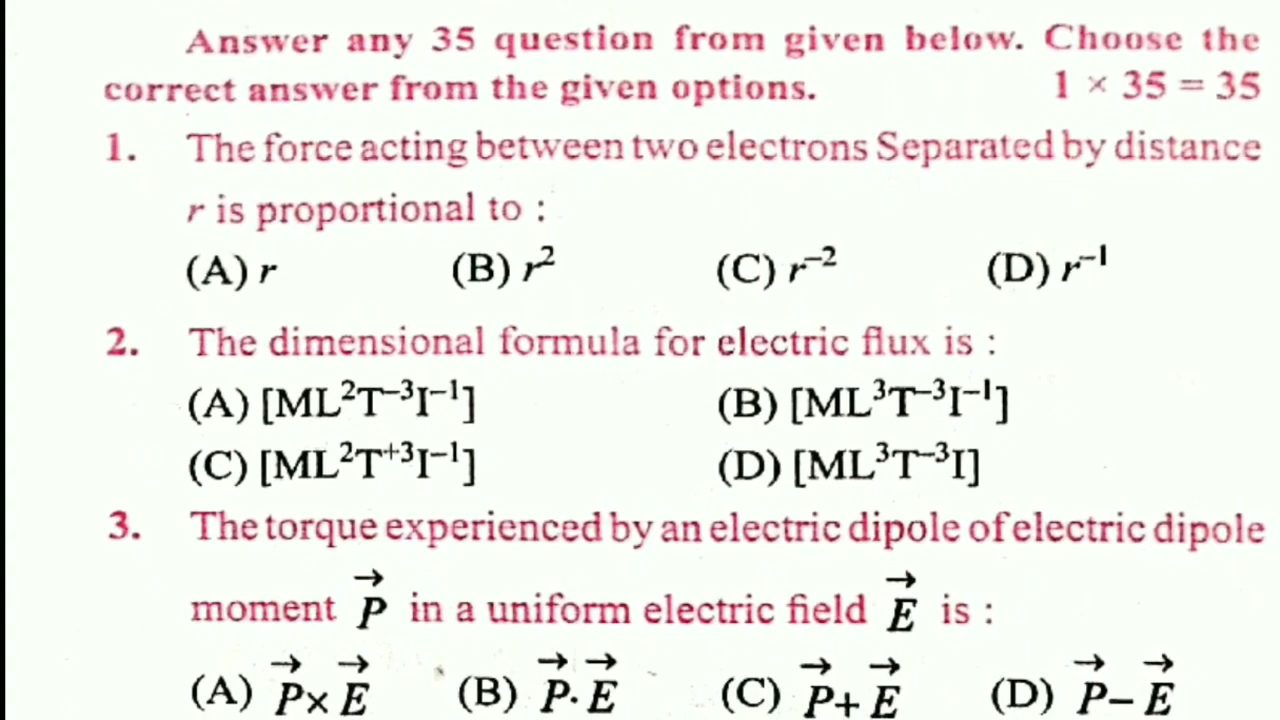 Answer any 35 question from given below. Choose the
correct answer from the given options. 1 × 35 = 35
1. The force acting between two electrons Separated by distance
r is proportional to :
(A) r (B) r² (C) r⁻² (D) r⁻¹
2. The dimensional formula for electric flux is :
(A) [ML²T⁻³I⁻¹] (B) [ML³T⁻³I⁻¹]
(C) [ML²T⁺³I⁻¹] (D) [ML³T⁻³I]
3. The torque experienced by an electric dipole of electric dipole
moment P⃗ in a uniform electric field E⃗ is :
(A) P⃗ × E⃗ (B) P⃗ . E⃗ (C) P⃗ + E⃗ (D) P⃗ – E⃗